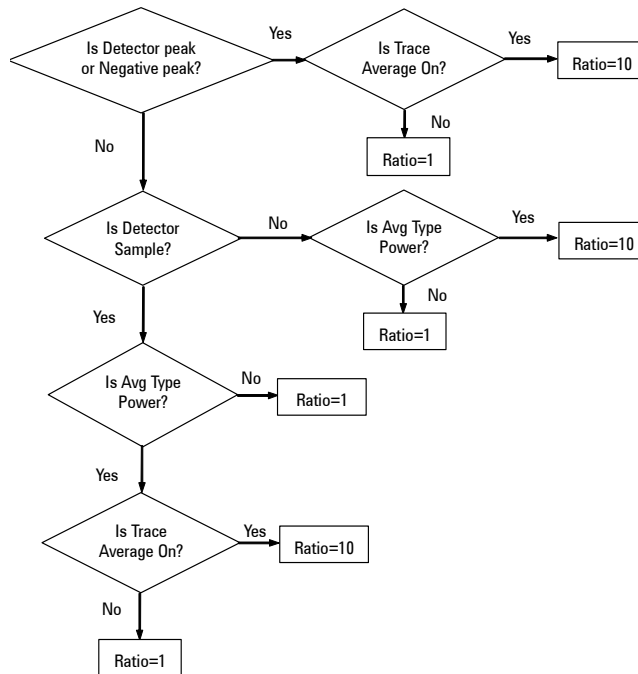 Is Detector peak
or Negative peak?
Yes
Is Trace
Average On?
Yes
Ratio=10
No
Ratio=1
No
Is Detector
Sample?
No
Is Avg Type
Power?
Yes
Ratio=10
No
Ratio=1
Yes
Is Avg Type
Power?
No
Ratio=1
Yes
Is Trace
Average On?
Yes
Ratio=10
No
Ratio=1